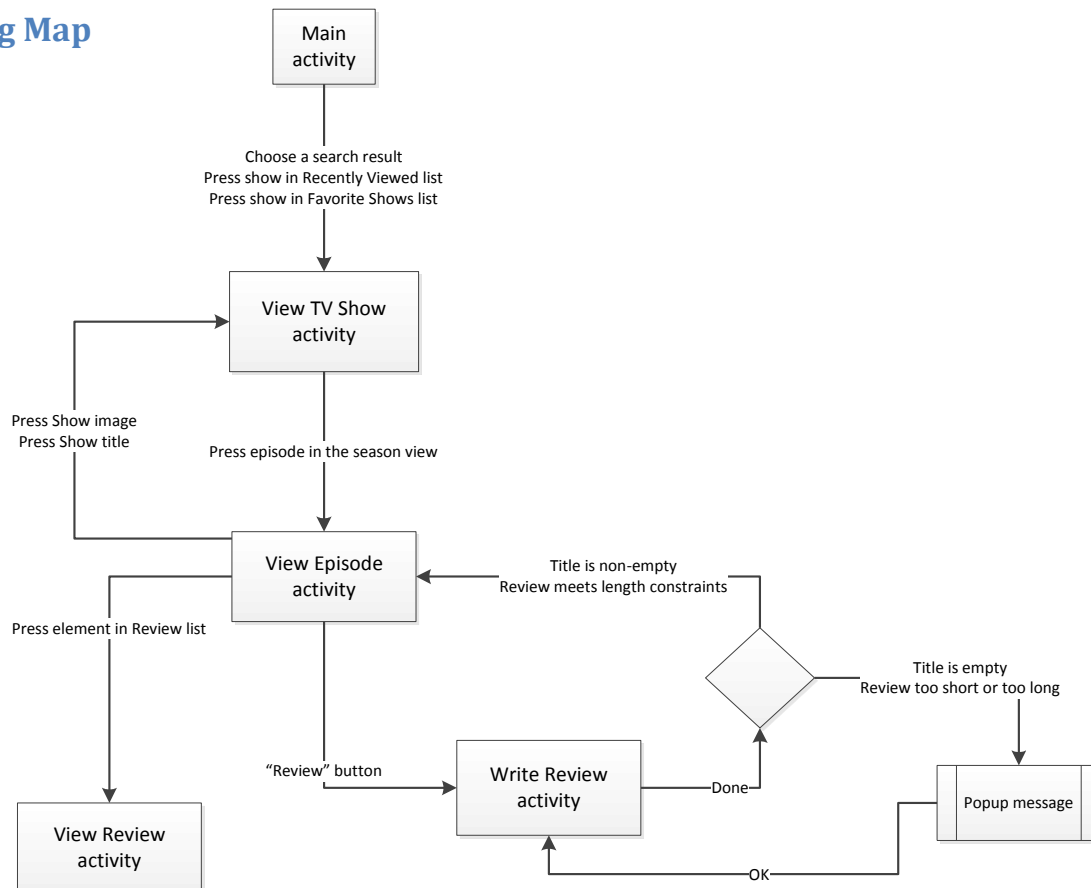 g Map
Main
activity
Choose a search result
Press show in Recently Viewed list
Press show in Favorite Shows list
View TV Show
activity
Press Show image
Press Show title
Press episode in the season view
View Episode
activity
Title is non-empty
Review meets length constraints
Press element in Review list
Title is empty
Review too short or too long
“Review” button
Write Review
activity
Done
Popup message
View Review
activity
OK